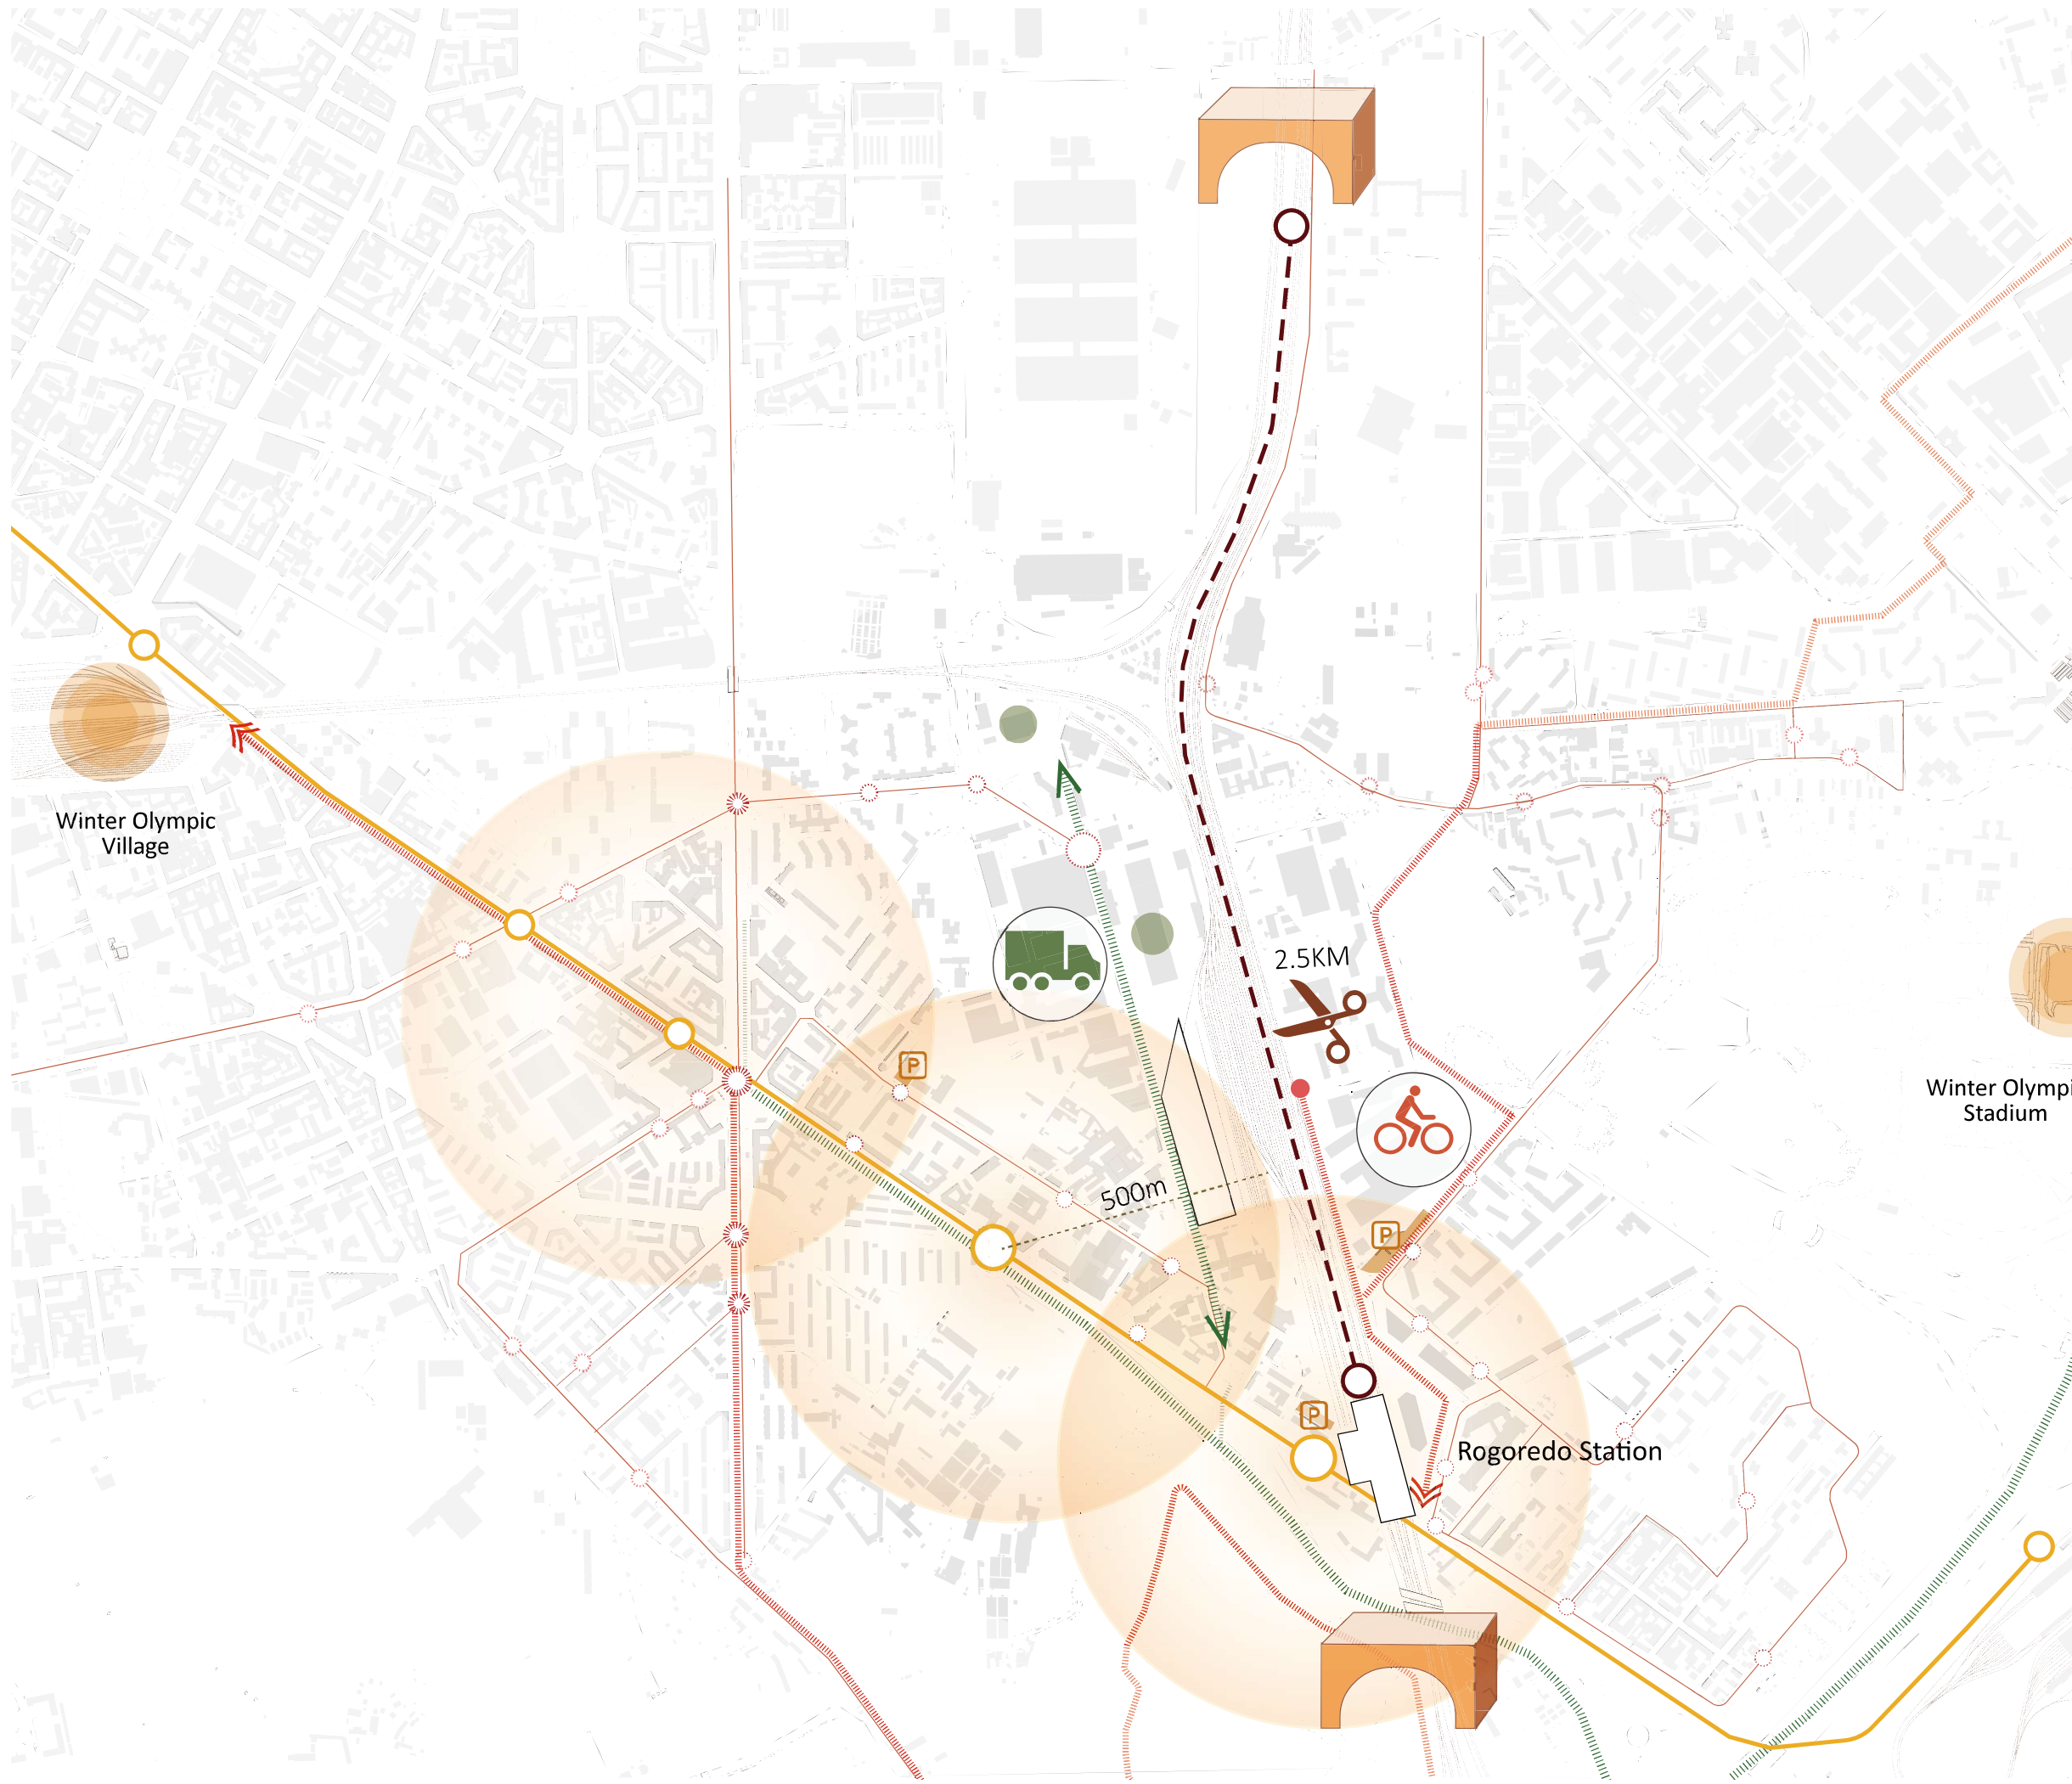 Winter Olympic
Village
2.5KM
P
Winter Olympi
Stadium
500m
P
P
Rogoredo Station